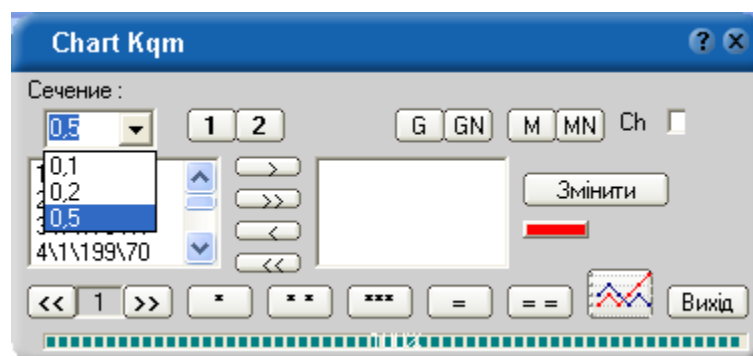 Chart Kqm
Сечение :
0,5 1 2 G GN M MN Ch
0,1
0,2
0,5
4\1\199\70
> >> < <<
Змінити
<< 1 >> * ** *** = == Вихід